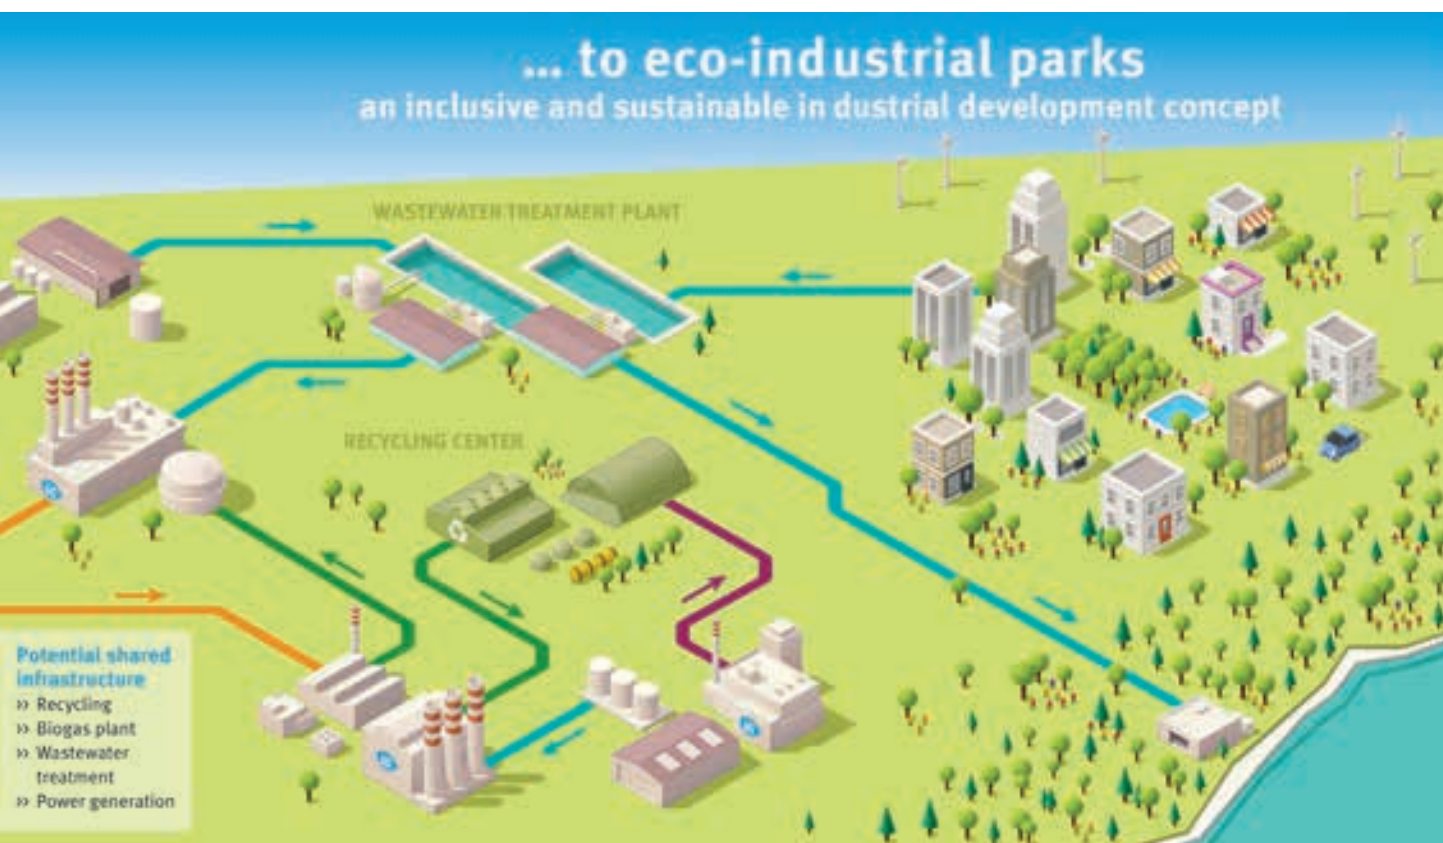 ... to eco-industrial parks
an inclusive and sustainable in dustrial development concept
WASTEWATER TREATMENT PLANT
RECYCLING CENTER
Potential shared
infrastructure
›› Recycling
›› Biogas plant
›› Wastewater
treatment
›› Power generation